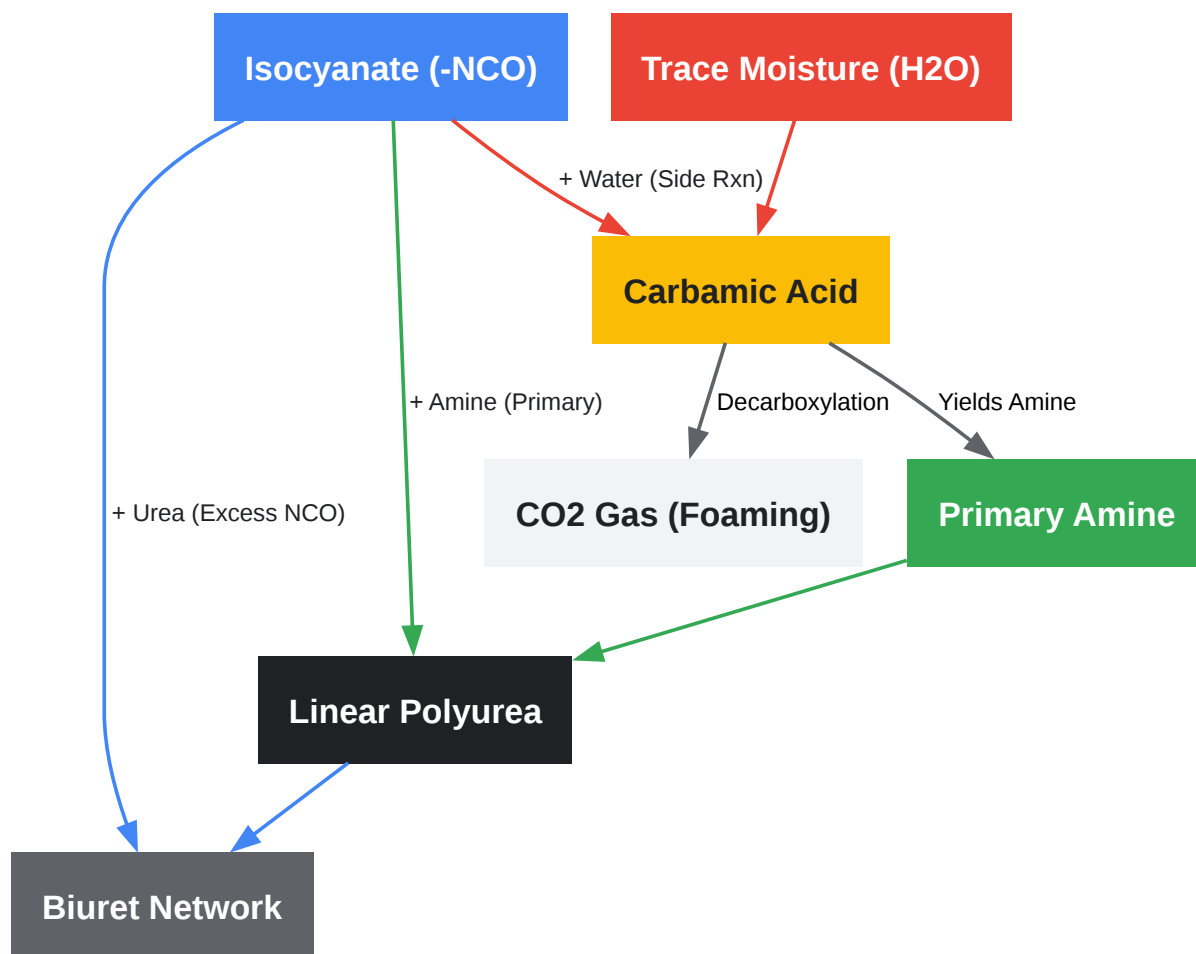 Isocyanate (-NCO)
Trace Moisture (H2O)
+ Water (Side Rxn)
Carbamic Acid
+ Amine (Primary)
Decarboxylation
Yields Amine
+ Urea (Excess NCO)
CO2 Gas (Foaming)
Primary Amine
Linear Polyurea
Biuret Network